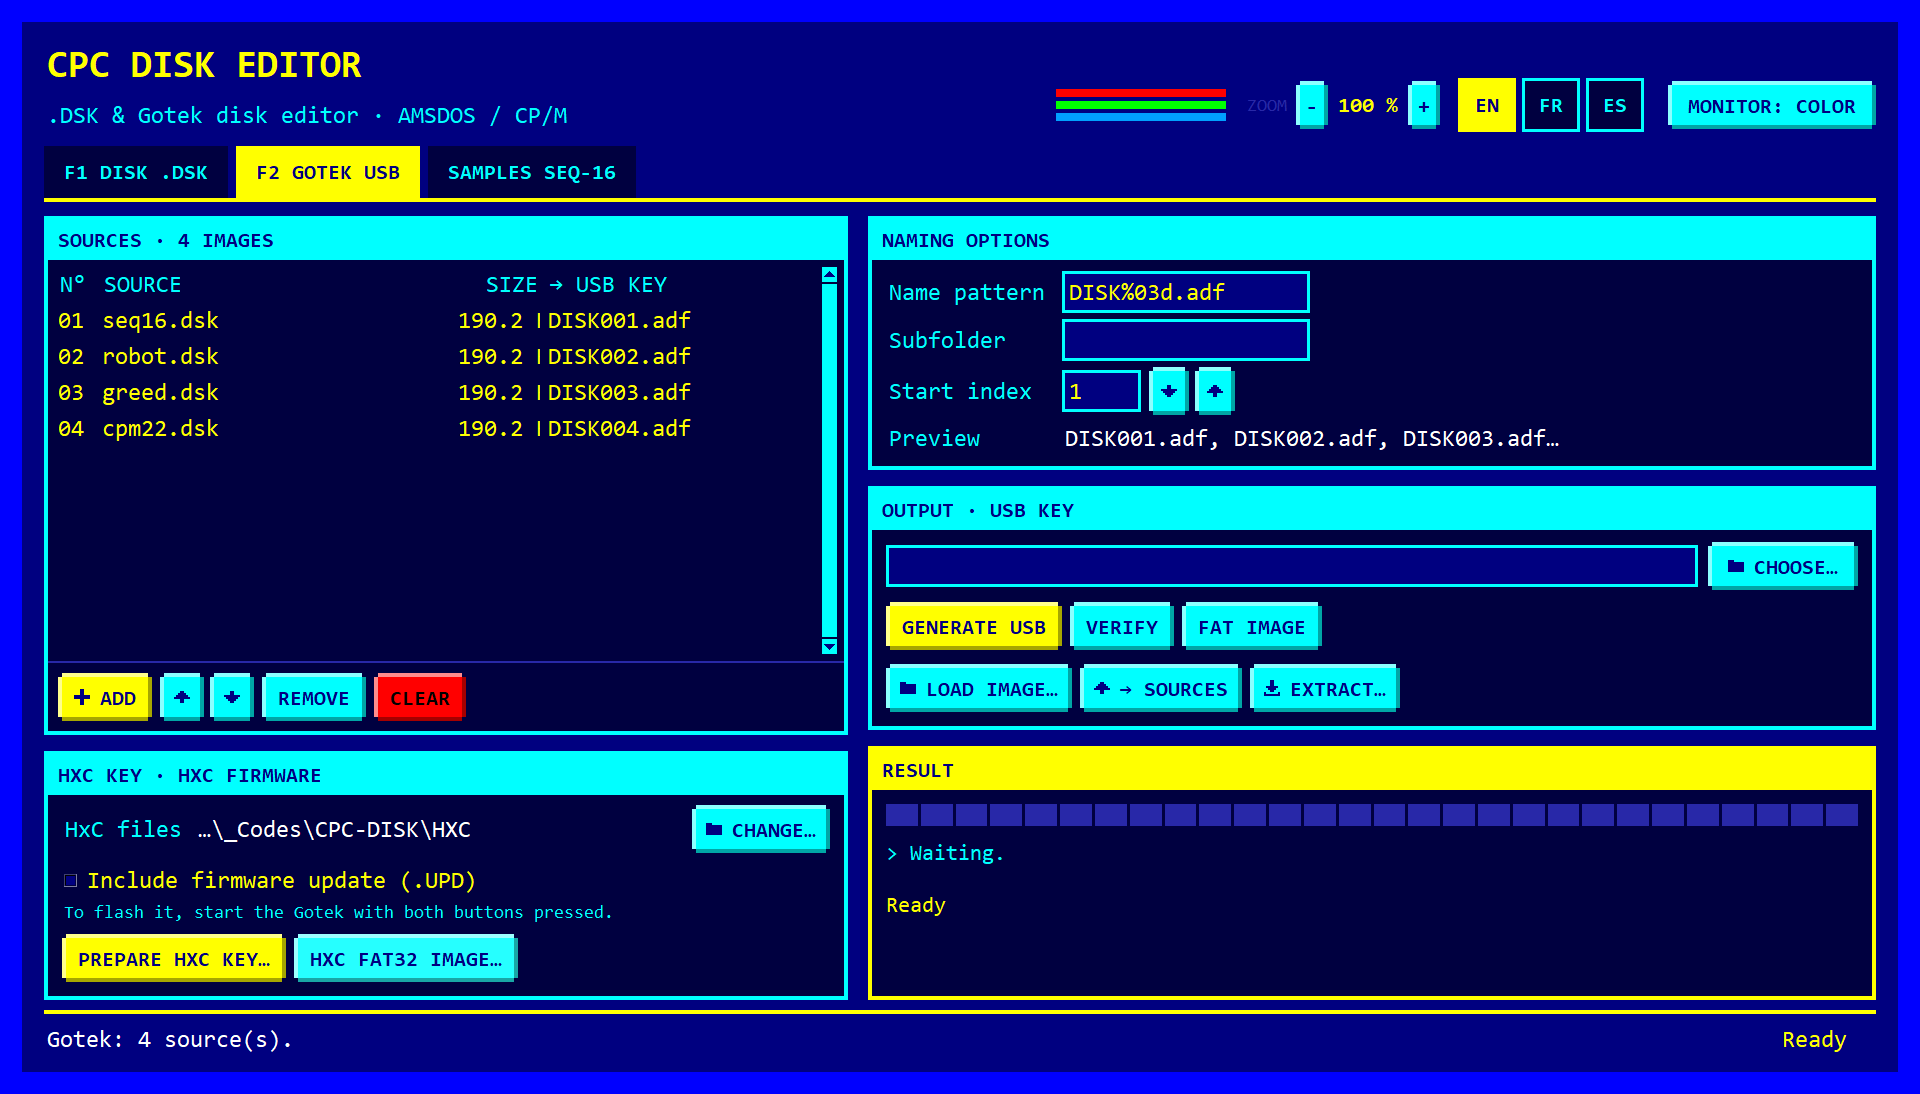 CPC DISK EDITOR
.DSK & Gotek disk editor · AMSDOS / CP/M
ZOOM - 100 % + EN FR ES MONITOR: COLOR
F1 DISK .DSK F2 GOTEK USB SAMPLES SEQ-16
SOURCES · 4 IMAGES
N° SOURCE SIZE → USB KEY
01 seq16.dsk 190.2 DISK001.adf
02 robot.dsk 190.2 DISK002.adf
03 greed.dsk 190.2 DISK003.adf
04 cpm22.dsk 190.2 DISK004.adf
ADD REMOVE CLEAR
HXC KEY · HXC FIRMWARE
HxC files …\_Codes\CPC-DISK\HXC CHANGE…
Include firmware update (.UPD)
To flash it, start the Gotek with both buttons pressed.
PREPARE HXC KEY… HXC FAT32 IMAGE…
NAMING OPTIONS
Name pattern DISK%03d.adf
Subfolder
Start index 1
Preview DISK001.adf, DISK002.adf, DISK003.adf…
OUTPUT · USB KEY
CHOOSE…
GENERATE USB VERIFY FAT IMAGE
LOAD IMAGE… → SOURCES EXTRACT…
RESULT
> Waiting.
Ready
Gotek: 4 source(s). Ready